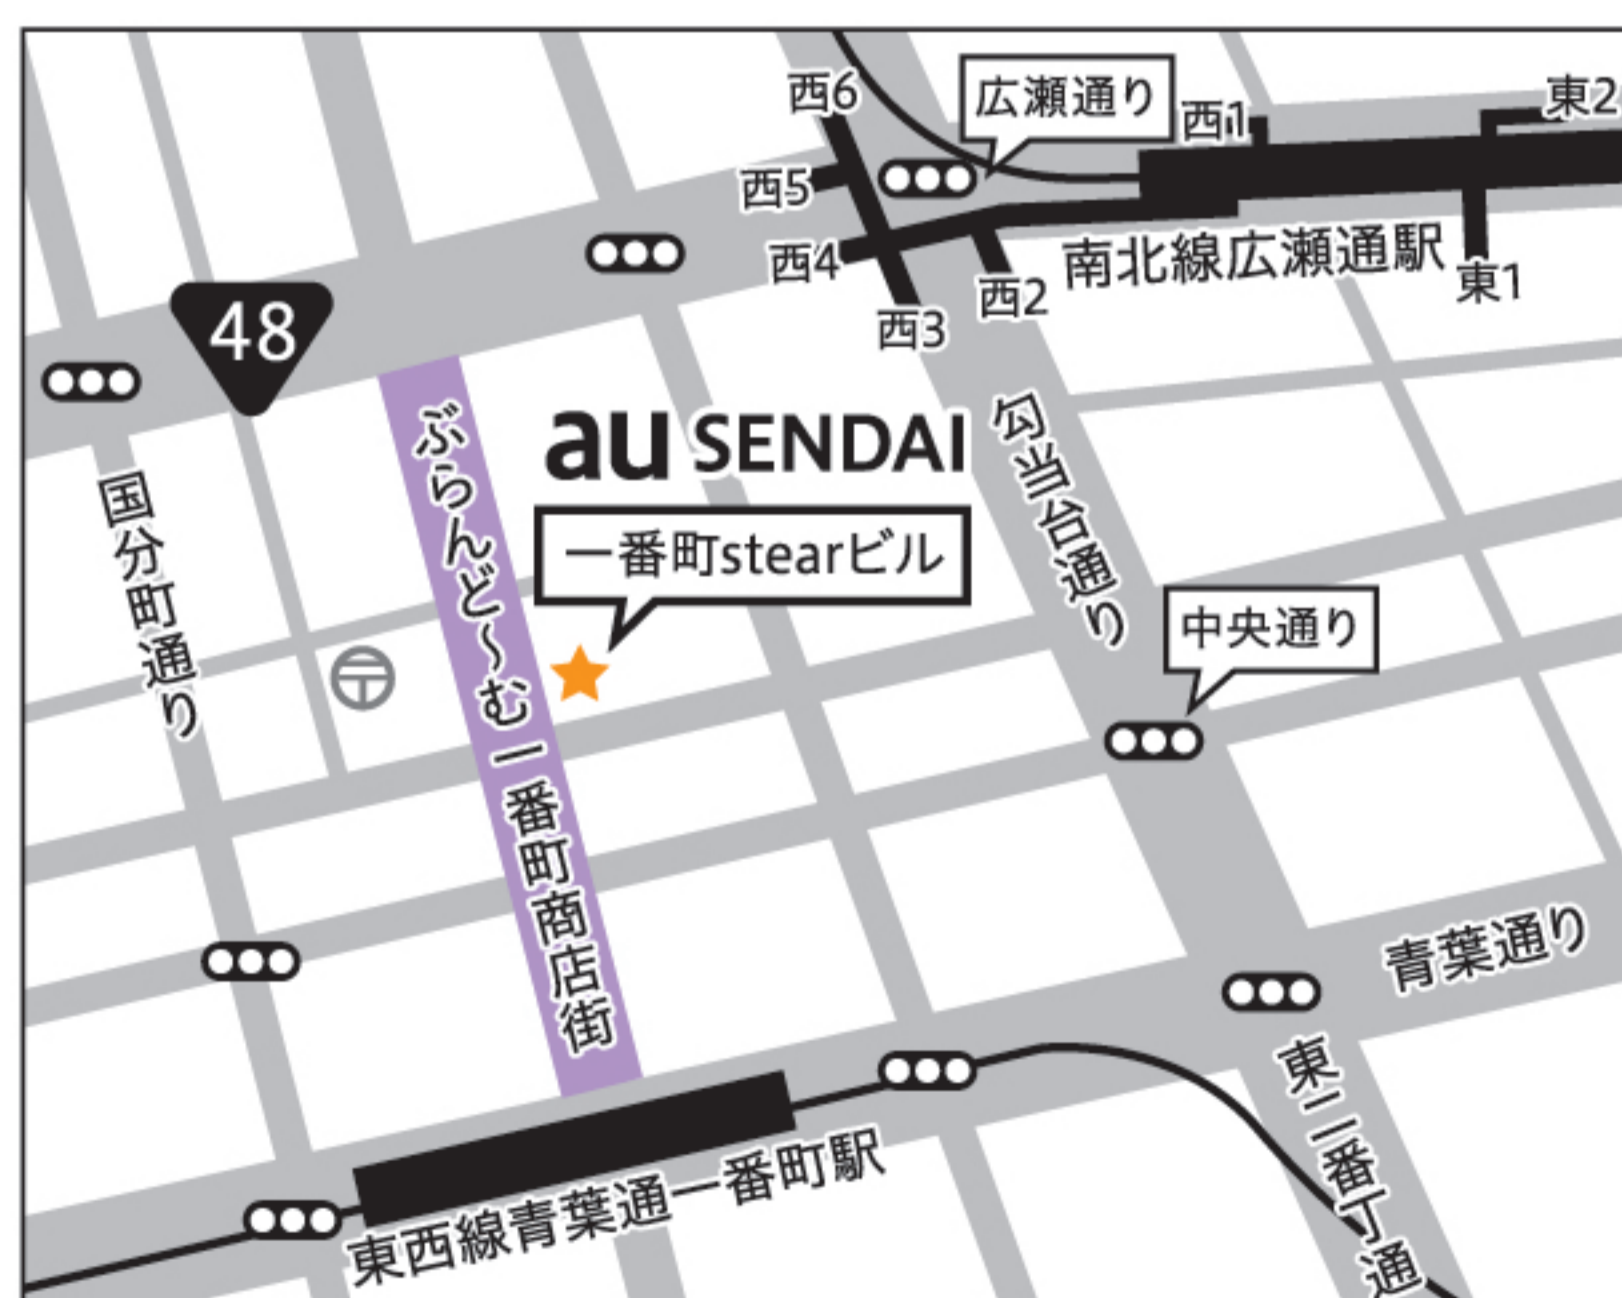 西6
広瀬通り
西1
東2
西5
西4
西3
西2
南北線広瀬通駅
東1
48
au SENDAI
一番町stearビル
ぶらんど～む一番町商店街
国分町通り
勾当台通り
中央通り
青葉通り
東二番丁通
東西線青葉通一番町駅